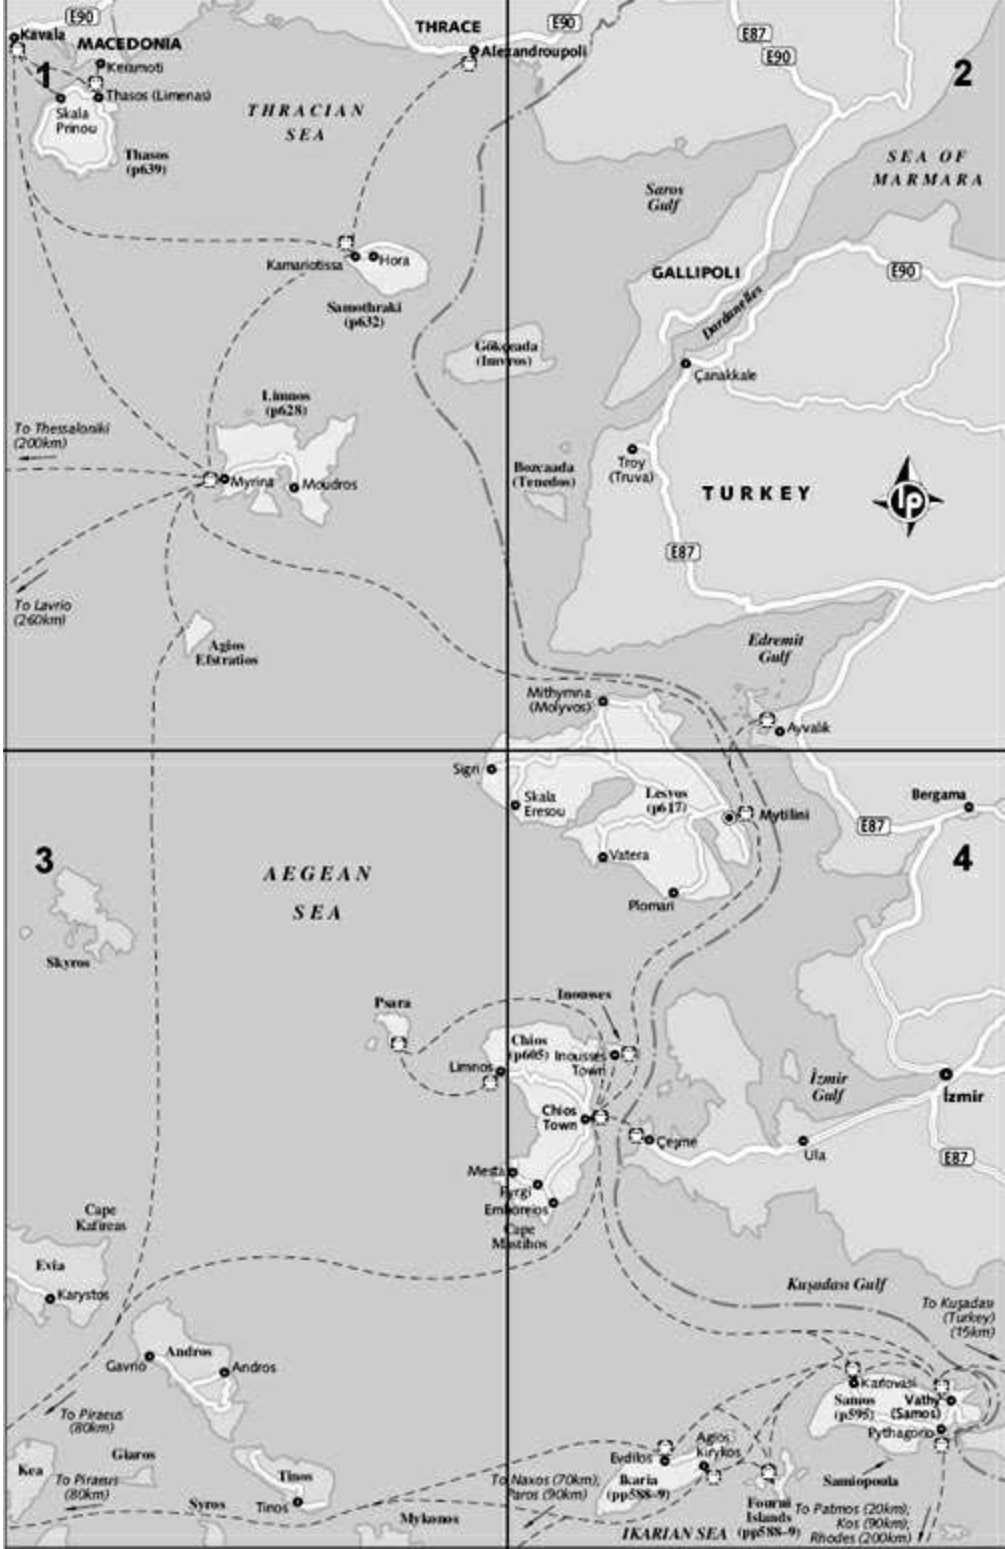 E90
Kavala
MACEDONIA
Keramoti
THRACE
E90
Alexandroupoli
1
Thasos (Limenas)
Skala
Prinou
Thasos
(p639)
THRACIAN
SEA
E87
E90
2
SEA OF
MARMARA
Saros
Gulf
Kamariotissa
Hora
Samothraki
(p632)
GALLIPOLI
E90
Dardanelles
Gökçeada
(Imvros)
Çanakkale
Limnos
(p628)
To Thessaloniki
(200km)
Myrina
Moudros
Bozcaada
(Tenedos)
Troy
(Truva)
TURKEY
lp
E87
To Lavrio
(260km)
Agios
Efstratios
Edremit
Gulf
Mithymna
(Molyvos)
Ayvalik
Sigri
Skala
Eresou
Lesvos
(p617)
Mytilini
Bergama
E87
3
AEGEAN
SEA
Vatera
Plomari
4
Skyros
Psara
Inousses
Chios
(p605)
Inousses
Town
Limnos
İzmir
Gulf
İzmir
Chios
Town
Çeşme
Ula
E87
Mesta
Pyrgi
Emboreios
Cape
Mastihos
Cape
Kafireas
Evia
Karystos
Kuşadası Gulf
To Kuşadası
(Turkey)
(15km)
Gavrio
Andros
Andros
Karlovasi
Samos
(p595)
Vathy
(Samos)
Pythagorio
To Piraeus
(80km)
Giaros
Kea
To Piraeus
(80km)
Tinos
Tinos
Syros
Mykonos
To Naxos (70km);
Paros (90km)
Evdilos
Agios
Kirykos
Ikaria
(pp588-9)
Fourni
Islands
(pp588-9)
Samiopoula
To Patmos (20km);
Kos (90km);
Rhodes (200km)
IKARIAN SEA